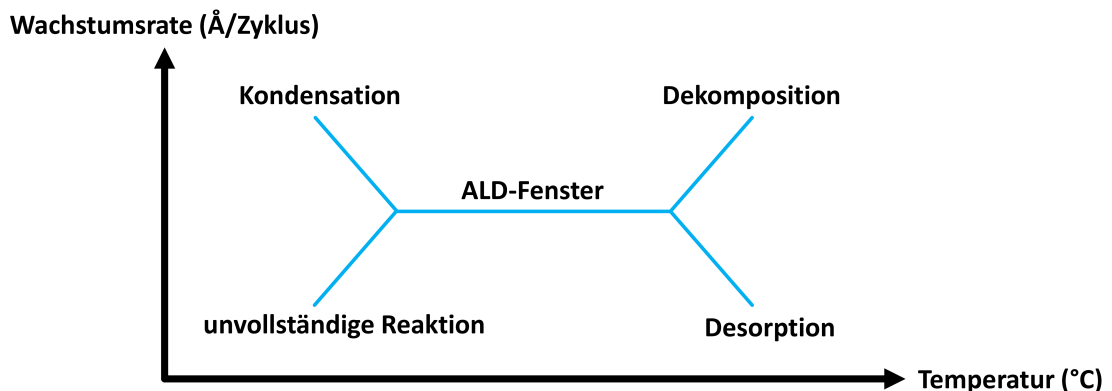 Wachstumsrate (Å/Zyklus)
Kondensation
Dekomposition
ALD-Fenster
unvollständige Reaktion
Desorption
Temperatur (°C)